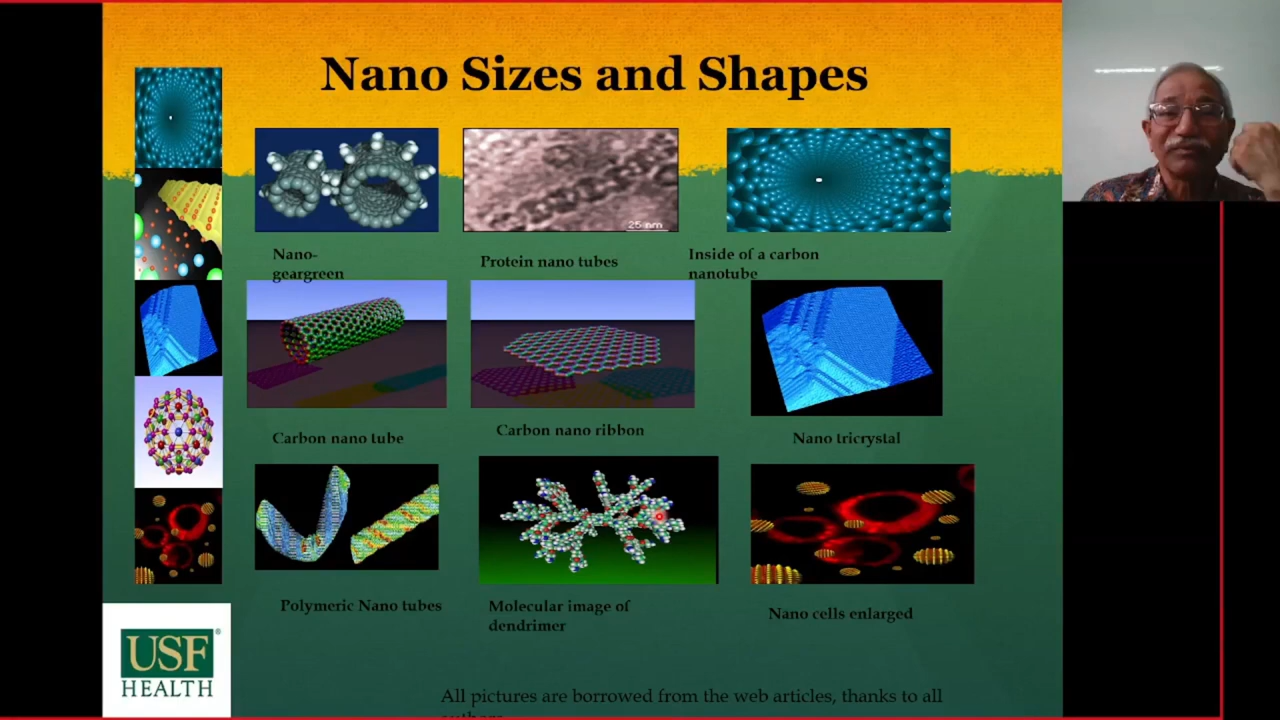 Nano Sizes and Shapes
25 nm
Nano-
geargreen
Protein nano tubes
Inside of a carbon
nanotube
Carbon nano tube
Carbon nano ribbon
Nano tricrystal
Polymeric Nano tubes
Molecular image of
dendrimer
Nano cells enlarged
USF®
HEALTH
All pictures are borrowed from the web articles, thanks to all